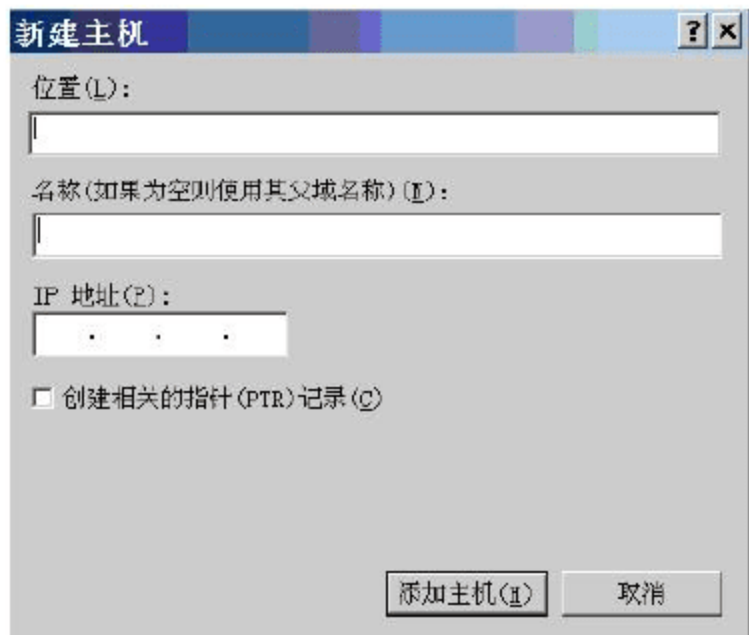 新建主机
位置(L):
名称(如果为空则使用其父域名称)(N):
IP 地址(P):
. . .
创建相关的指针(PTR)记录(C)
添加主机(H) 取消